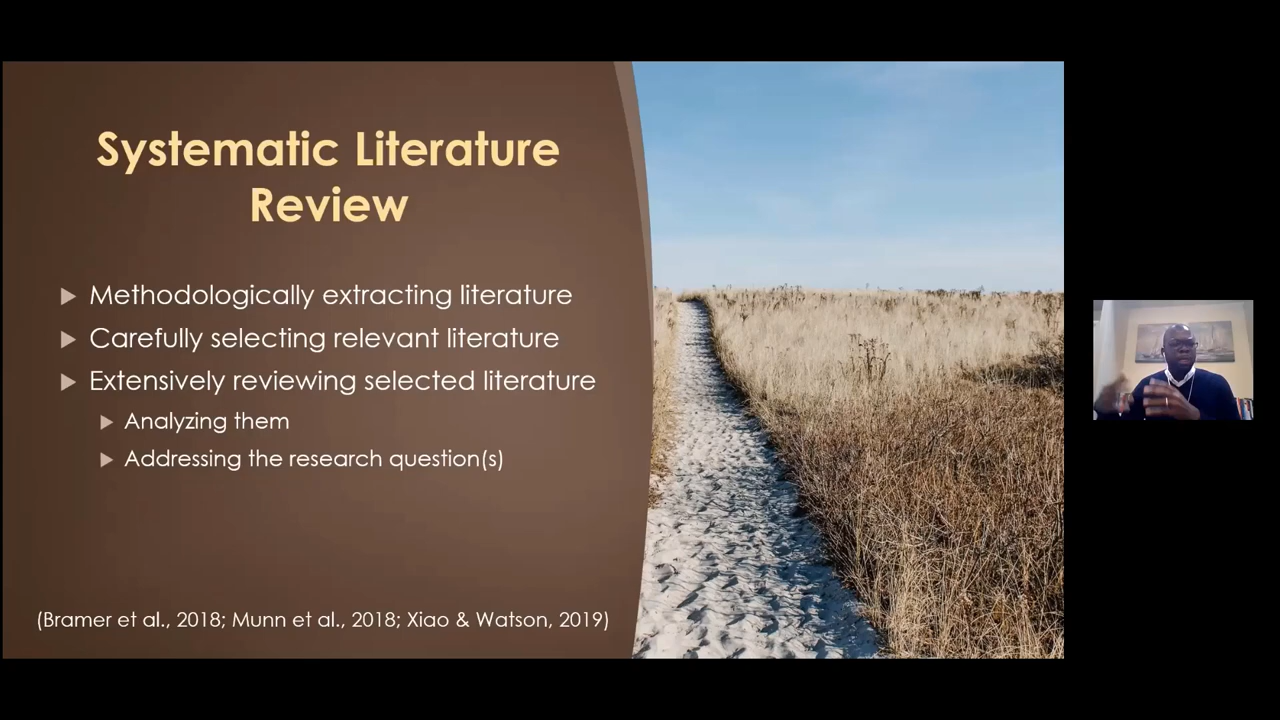 Systematic Literature
Review
Methodologically extracting literature
Carefully selecting relevant literature
Extensively reviewing selected literature
Analyzing them
Addressing the research question(s)
(Bramer et al., 2018; Munn et al., 2018; Xiao & Watson, 2019)